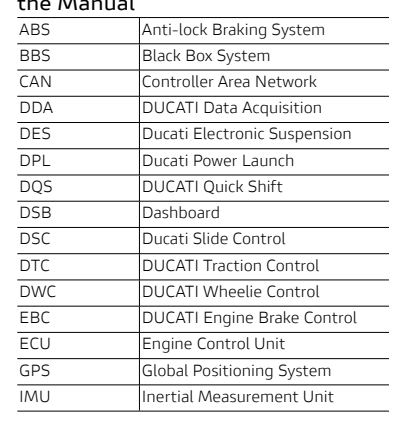 the Manual
ABS Anti-lock Braking System
BBS Black Box System
CAN Controller Area Network
DDA DUCATI Data Acquisition
DES Ducati Electronic Suspension
DPL Ducati Power Launch
DQS DUCATI Quick Shift
DSB Dashboard
DSC Ducati Slide Control
DTC DUCATI Traction Control
DWC DUCATI Wheelie Control
EBC DUCATI Engine Brake Control
ECU Engine Control Unit
GPS Global Positioning System
IMU Inertial Measurement Unit